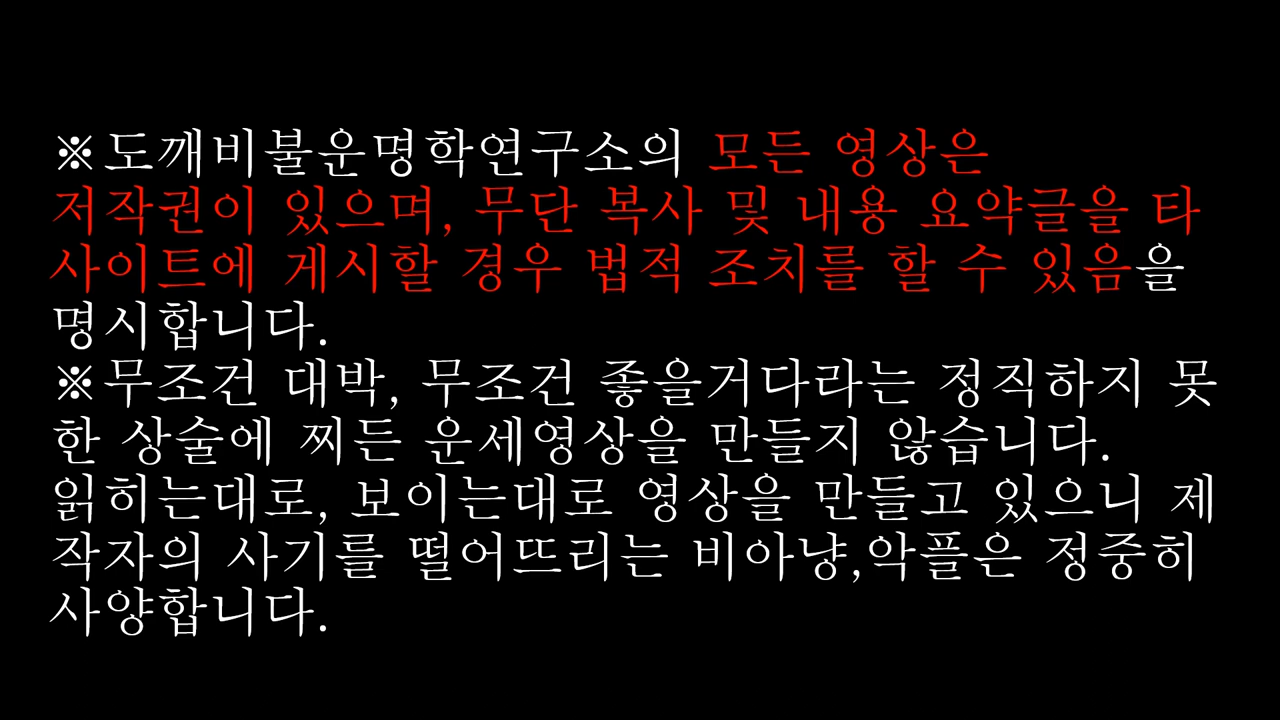 ※도깨비불운명학연구소의 모든 영상은
저작권이 있으며, 무단 복사 및 내용 요약글을 타
사이트에 게시할 경우 법적 조치를 할 수 있음을
명시합니다.
※무조건 대박, 무조건 좋을거다라는 정직하지 못
한 상술에 찌든 운세영상을 만들지 않습니다.
읽히는대로, 보이는대로 영상을 만들고 있으니 제
작자의 사기를 떨어뜨리는 비아냥,악플은 정중히
사양합니다.